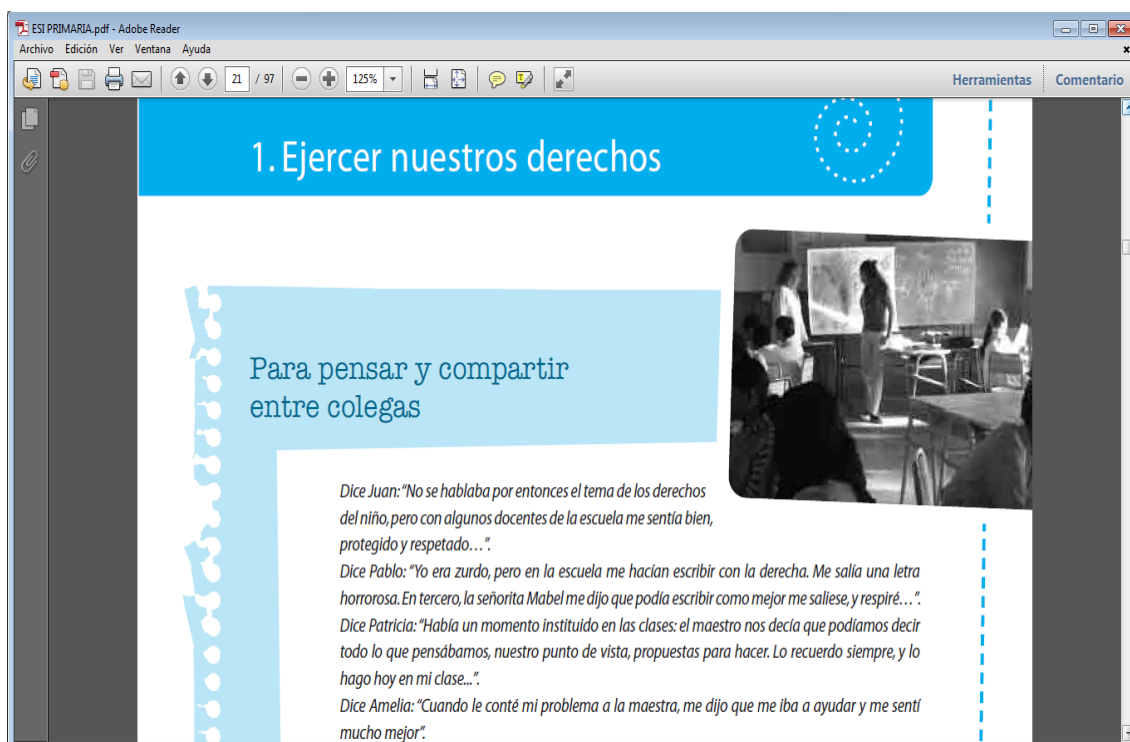 ESI PRIMARIA.pdf - Adobe Reader
Archivo Edición Ver Ventana Ayuda
21 / 97 125% Herramientas Comentario
1. Ejercer nuestros derechos
Para pensar y compartir
entre colegas
Dice Juan: “No se hablaba por entonces el tema de los derechos
del niño, pero con algunos docentes de la escuela me sentía bien,
protegido y respetado…”.
Dice Pablo: “Yo era zurdo, pero en la escuela me hacían escribir con la derecha. Me salía una letra
horrorosa. En tercero, la señorita Mabel me dijo que podía escribir como mejor me saliese, y respiré…”.
Dice Patricia: “Había un momento instituido en las clases: el maestro nos decía que podíamos decir
todo lo que pensábamos, nuestro punto de vista, propuestas para hacer. Lo recuerdo siempre, y lo
hago hoy en mi clase...”.
Dice Amelia: “Cuando le conté mi problema a la maestra, me dijo que me iba a ayudar y me sentí
mucho mejor”.